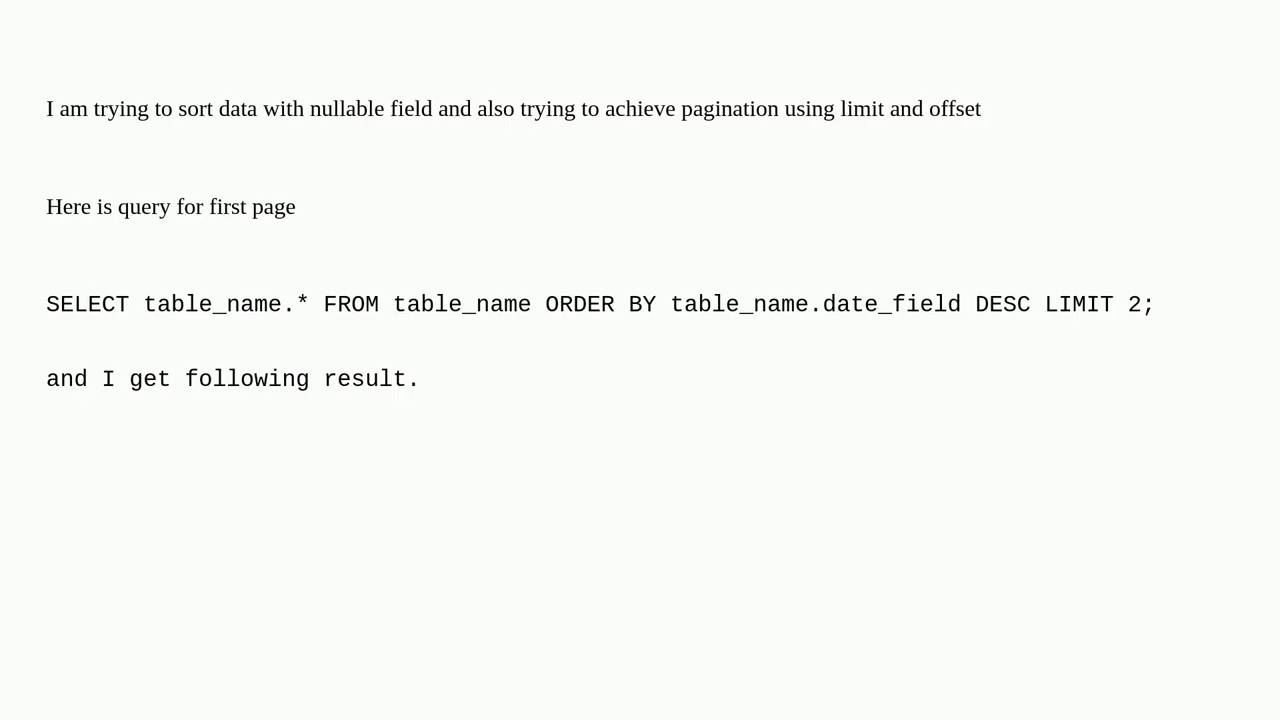 I am trying to sort data with nullable field and also trying to achieve pagination using limit and offset
Here is query for first page
SELECT table_name.* FROM table_name ORDER BY table_name.date_field DESC LIMIT 2;
and I get following result.